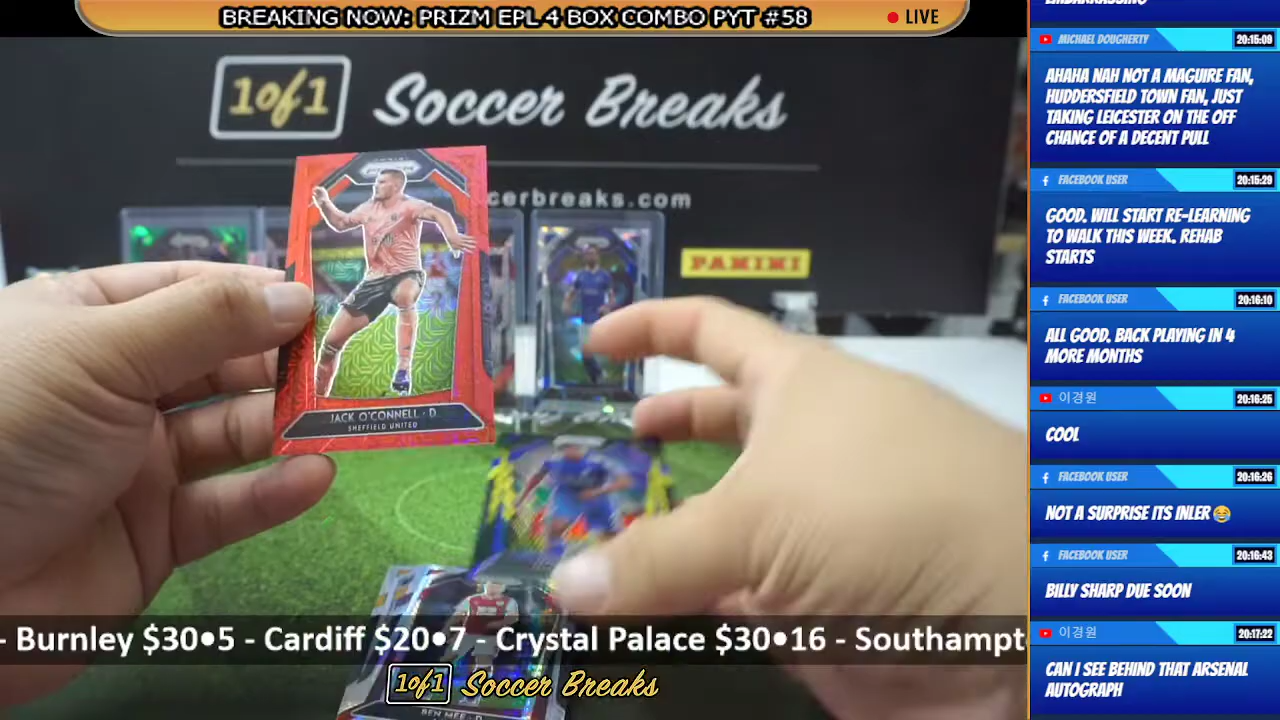 BREAKING NOW: PRIZM EPL 4 BOX COMBO PYT #58
LIVE
1of1 Soccer Breaks
ccerbreaks.com
PANINI
JACK O'CONNELL - D
SHEFFIELD UNITED
BEN MEE - D
- Burnley $30•5 - Cardiff $20•7 - Crystal Palace $30•16 - Southampt
1of1 Soccer Breaks
MICHAEL DOUGHERTY
20:15:09
AHAHA NAH NOT A MAGUIRE FAN,
HUDDERSFIELD TOWN FAN, JUST
TAKING LEICESTER ON THE OFF
CHANCE OF A DECENT PULL
FACEBOOK USER
20:15:29
GOOD. WILL START RE-LEARNING
TO WALK THIS WEEK. REHAB
STARTS
FACEBOOK USER
20:16:10
ALL GOOD. BACK PLAYING IN 4
MORE MONTHS
이경원
20:16:25
COOL
FACEBOOK USER
20:16:26
NOT A SURPRISE ITS INLER 😂
FACEBOOK USER
20:16:43
BILLY SHARP DUE SOON
이경원
20:17:22
CAN I SEE BEHIND THAT ARSENAL
AUTOGRAPH